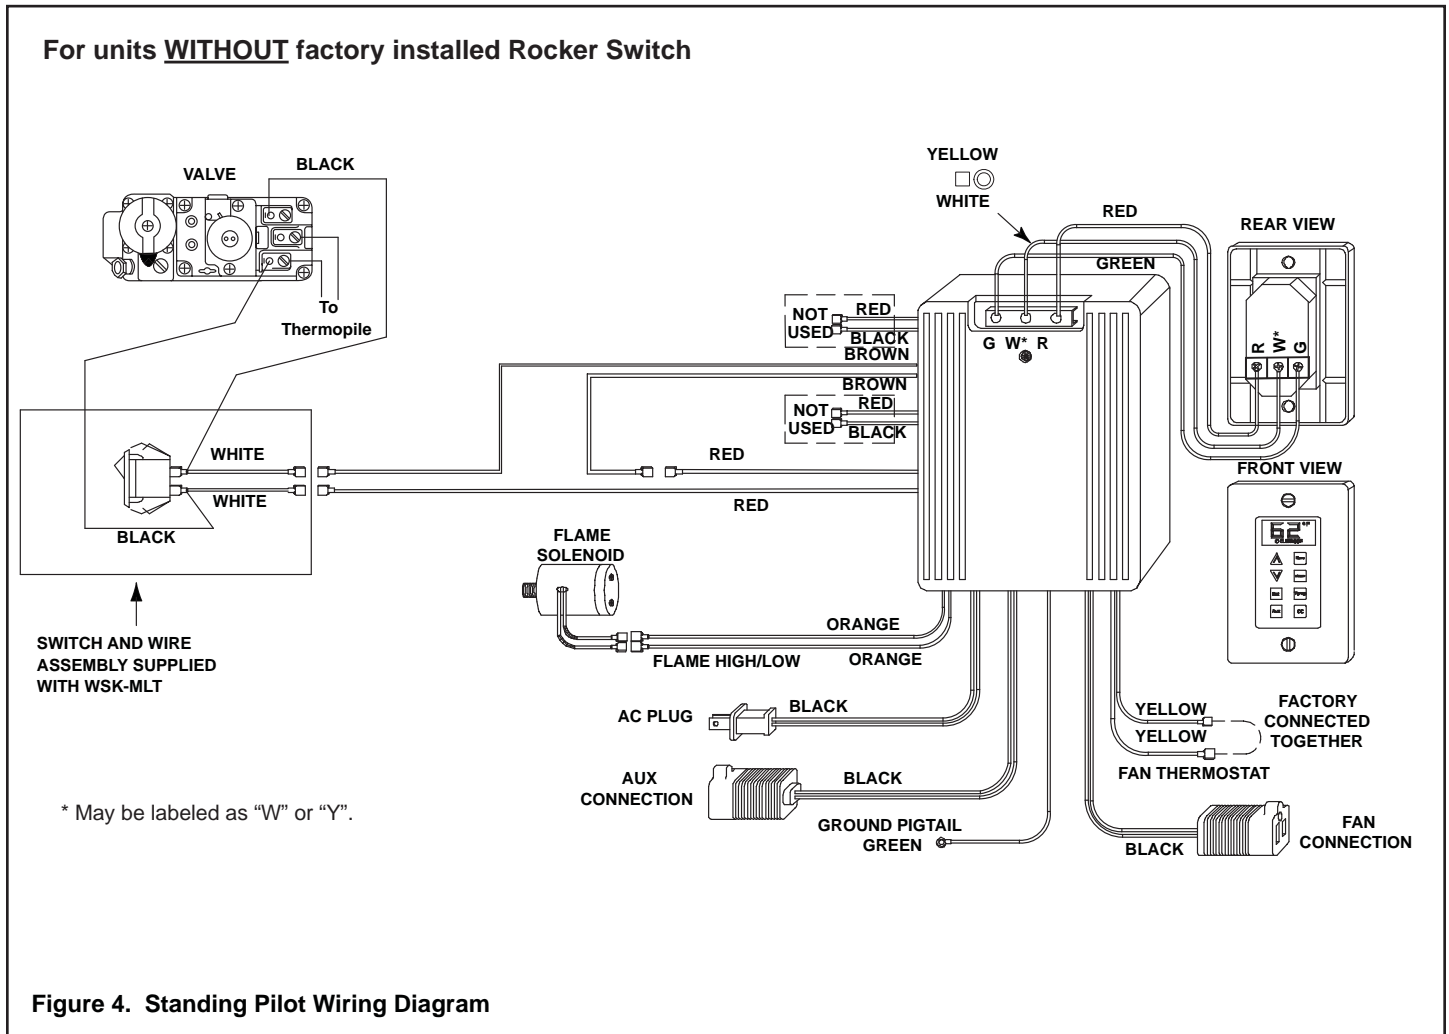 For units WITHOUT factory installed Rocker Switch
VALVE
BLACK
To
Thermopile
YELLOW
WHITE
RED
GREEN
REAR VIEW
R W* G
NOT
USED
RED
BLACK
BROWN
G W* R
BROWN
NOT
USED
RED
BLACK
WHITE
WHITE
BLACK
RED
RED
FRONT VIEW
62
SWITCH AND WIRE
ASSEMBLY SUPPLIED
WITH WSK-MLT
FLAME
SOLENOID
ORANGE
FLAME HIGH/LOW
ORANGE
AC PLUG
BLACK
YELLOW
YELLOW
FACTORY
CONNECTED
TOGETHER
FAN THERMOSTAT
AUX
CONNECTION
BLACK
GROUND PIGTAIL
GREEN
BLACK
FAN
CONNECTION
* May be labeled as “W” or “Y”.
Figure 4. Standing Pilot Wiring Diagram